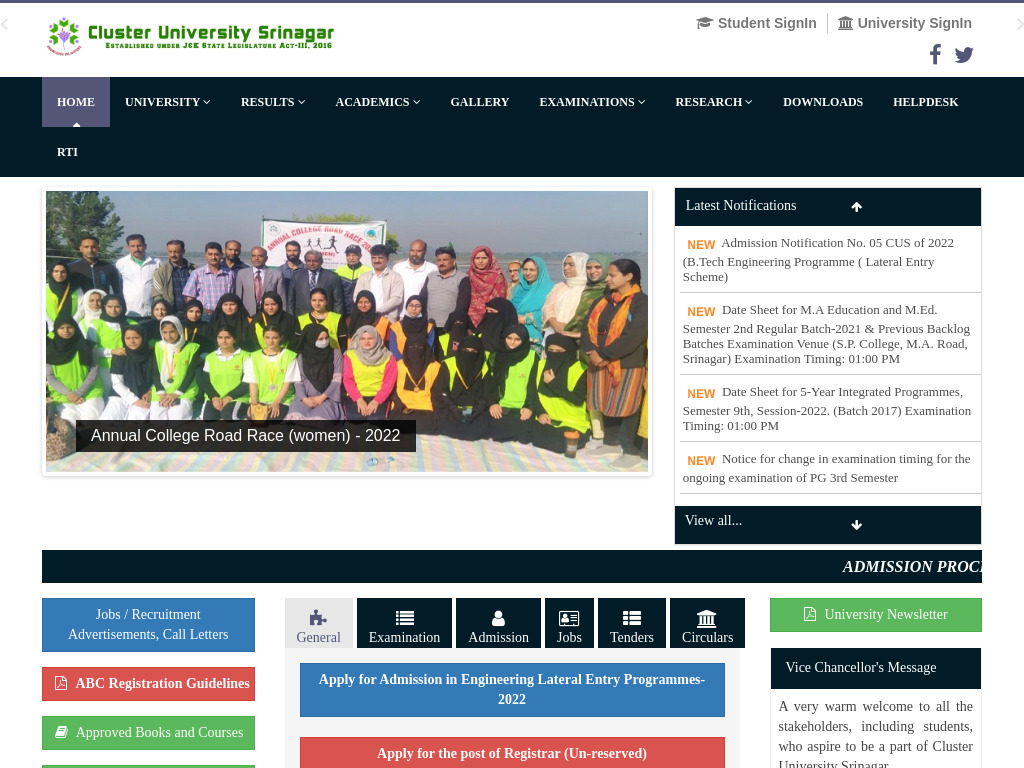 Cluster University Srinagar
Established under J&K State Legislature Act-III, 2016
Student SignIn
University SignIn
HOME
UNIVERSITY
RESULTS
ACADEMICS
GALLERY
EXAMINATIONS
RESEARCH
DOWNLOADS
HELPDESK
RTI
ANNUAL COLLEGE ROAD RACE
Annual College Road Race (women) - 2022
Latest Notifications
NEW Admission Notification No. 05 CUS of 2022
(B.Tech Engineering Programme ( Lateral Entry
Scheme)
NEW Date Sheet for M.A Education and M.Ed.
Semester 2nd Regular Batch-2021 & Previous Backlog
Batches Examination Venue (S.P. College, M.A. Road,
Srinagar) Examination Timing: 01:00 PM
NEW Date Sheet for 5-Year Integrated Programmes,
Semester 9th, Session-2022. (Batch 2017) Examination
Timing: 01:00 PM
NEW Notice for change in examination timing for the
ongoing examination of PG 3rd Semester
View all...
ADMISSION PROC
Jobs / Recruitment
Advertisements, Call Letters
ABC Registration Guidelines
Approved Books and Courses
General
Examination
Admission
Jobs
Tenders
Circulars
Apply for Admission in Engineering Lateral Entry Programmes-
2022
Apply for the post of Registrar (Un-reserved)
University Newsletter
Vice Chancellor's Message
A very warm welcome to all the
stakeholders, including students,
who aspire to be a part of Cluster
University Srinagar